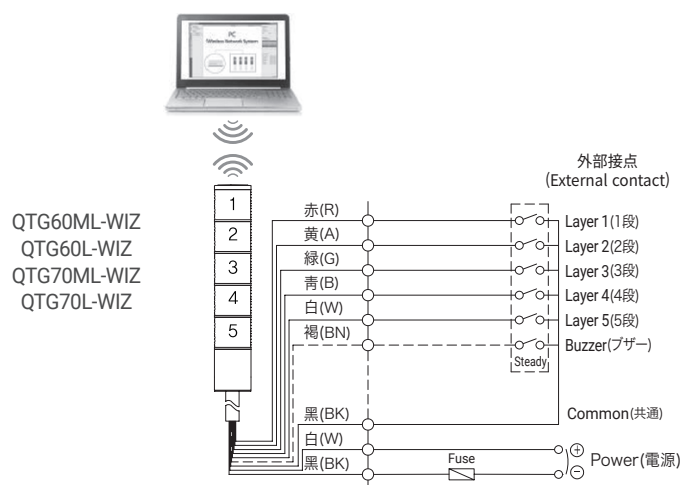 PC
Wireless Network System
QTG60ML-WIZ
QTG60L-WIZ
QTG70ML-WIZ
QTG70L-WIZ
1
2
3
4
5
外部接点
(External contact)
赤(R)
Layer 1(1段)
黄(A)
Layer 2(2段)
緑(G)
Layer 3(3段)
青(B)
Layer 4(4段)
白(W)
Layer 5(5段)
褐(BN)
Buzzer(ブザー)
Steady
黒(BK)
Common(共通)
白(W)
Power(電源)
黒(BK)
Fuse